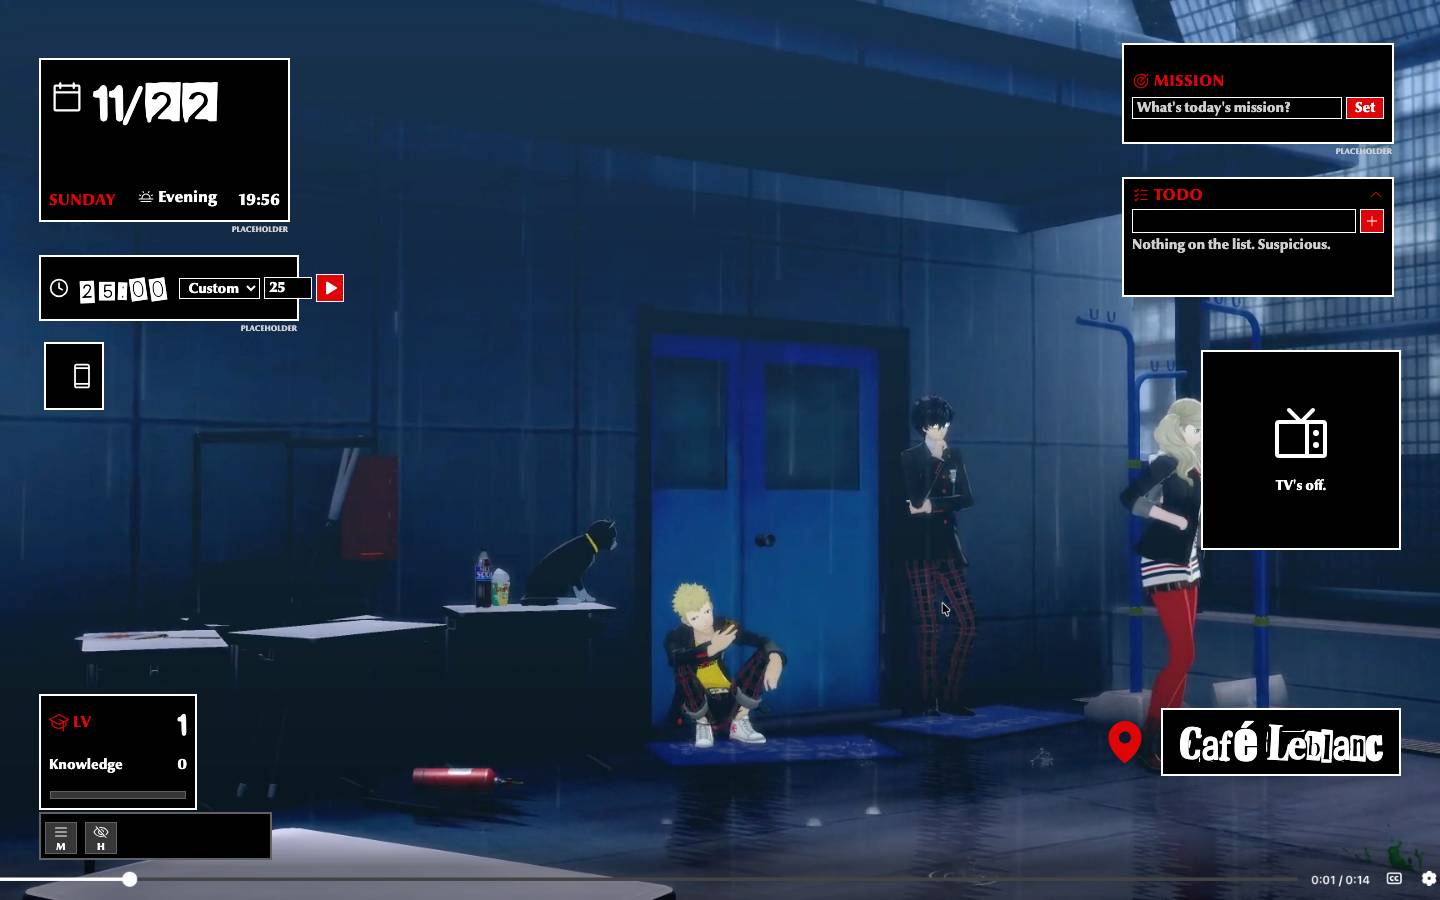 11/22
SUNDAY Evening 19:56
PLACEHOLDER
25:00 Custom 25
PLACEHOLDER
MISSION
What's today's mission? Set
PLACEHOLDER
TODO
Nothing on the list. Suspicious.
TV's off.
LV 1
Knowledge 0
M H
Café Leblanc
0:01 / 0:14 CC